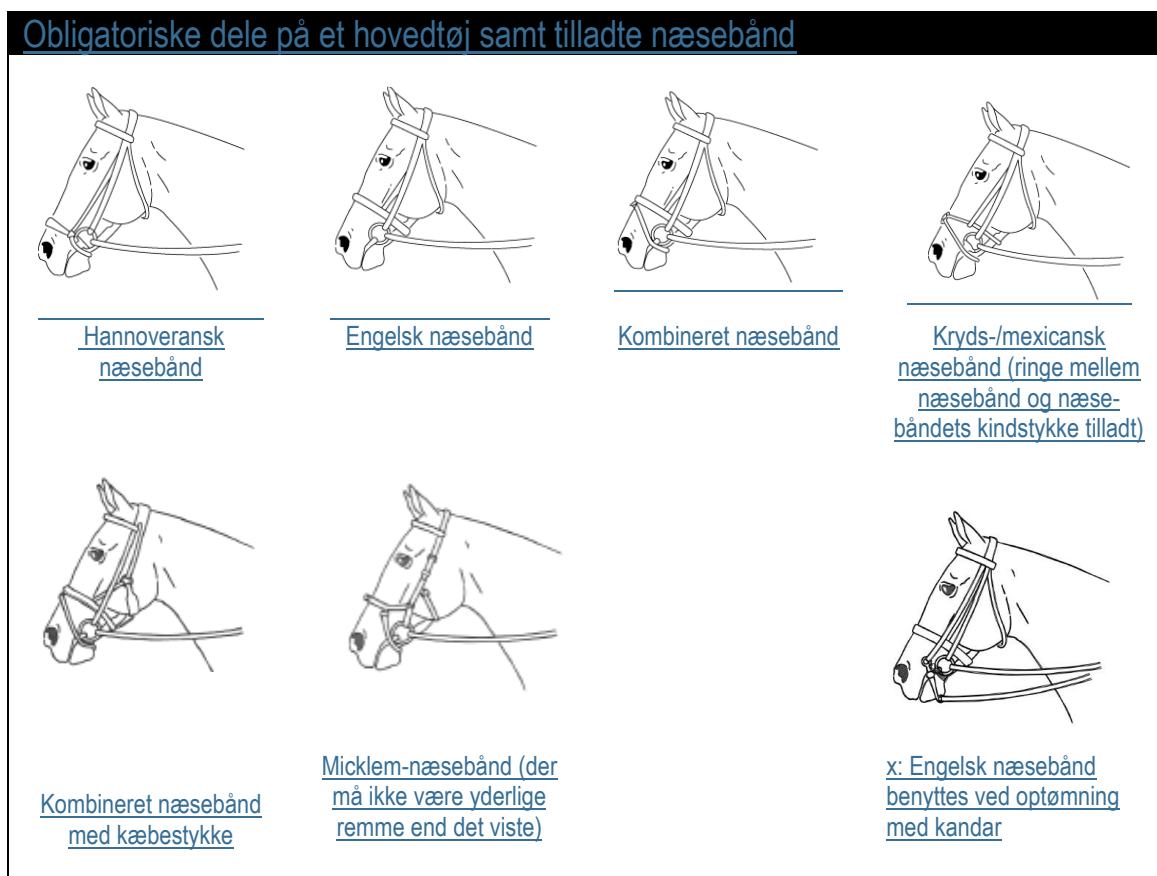 Obligatoriske dele på et hovedtøj samt tilladte næsebånd
Hannoveransk
næsebånd
Engelsk næsebånd
Kombineret næsebånd
Kryds-/mexicansk
næsebånd (ringe mellem
næsebånd og næse-
båndets kindstykke tilladt)
Kombineret næsebånd
med kæbestykke
Micklem-næsebånd (der
må ikke være yderlige
remme end det viste)
x: Engelsk næsebånd
benyttes ved optømning
med kandar